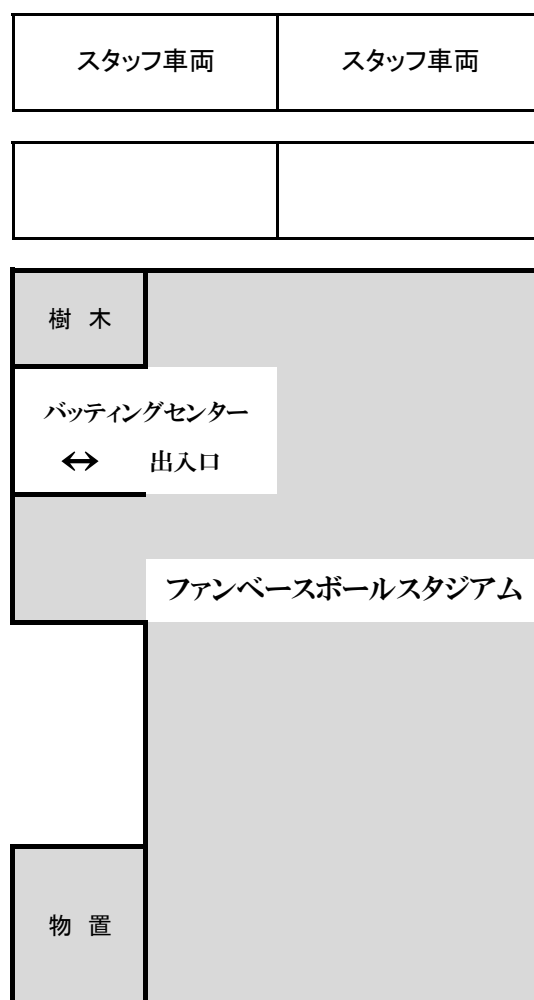 スタッフ車両 スタッフ車両
樹 木
バッティングセンター
↔ 出入口
ファンベースボールスタジアム
物 置